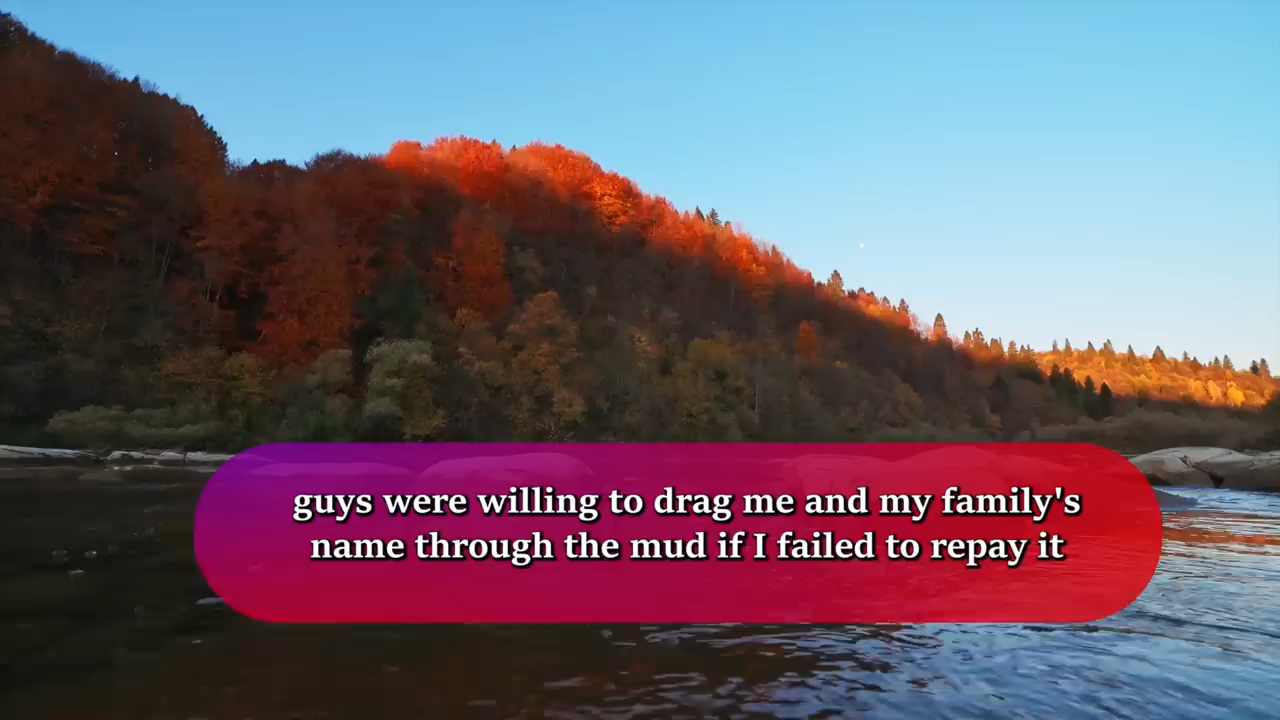 guys were willing to drag me and my family's
name through the mud if I failed to repay it